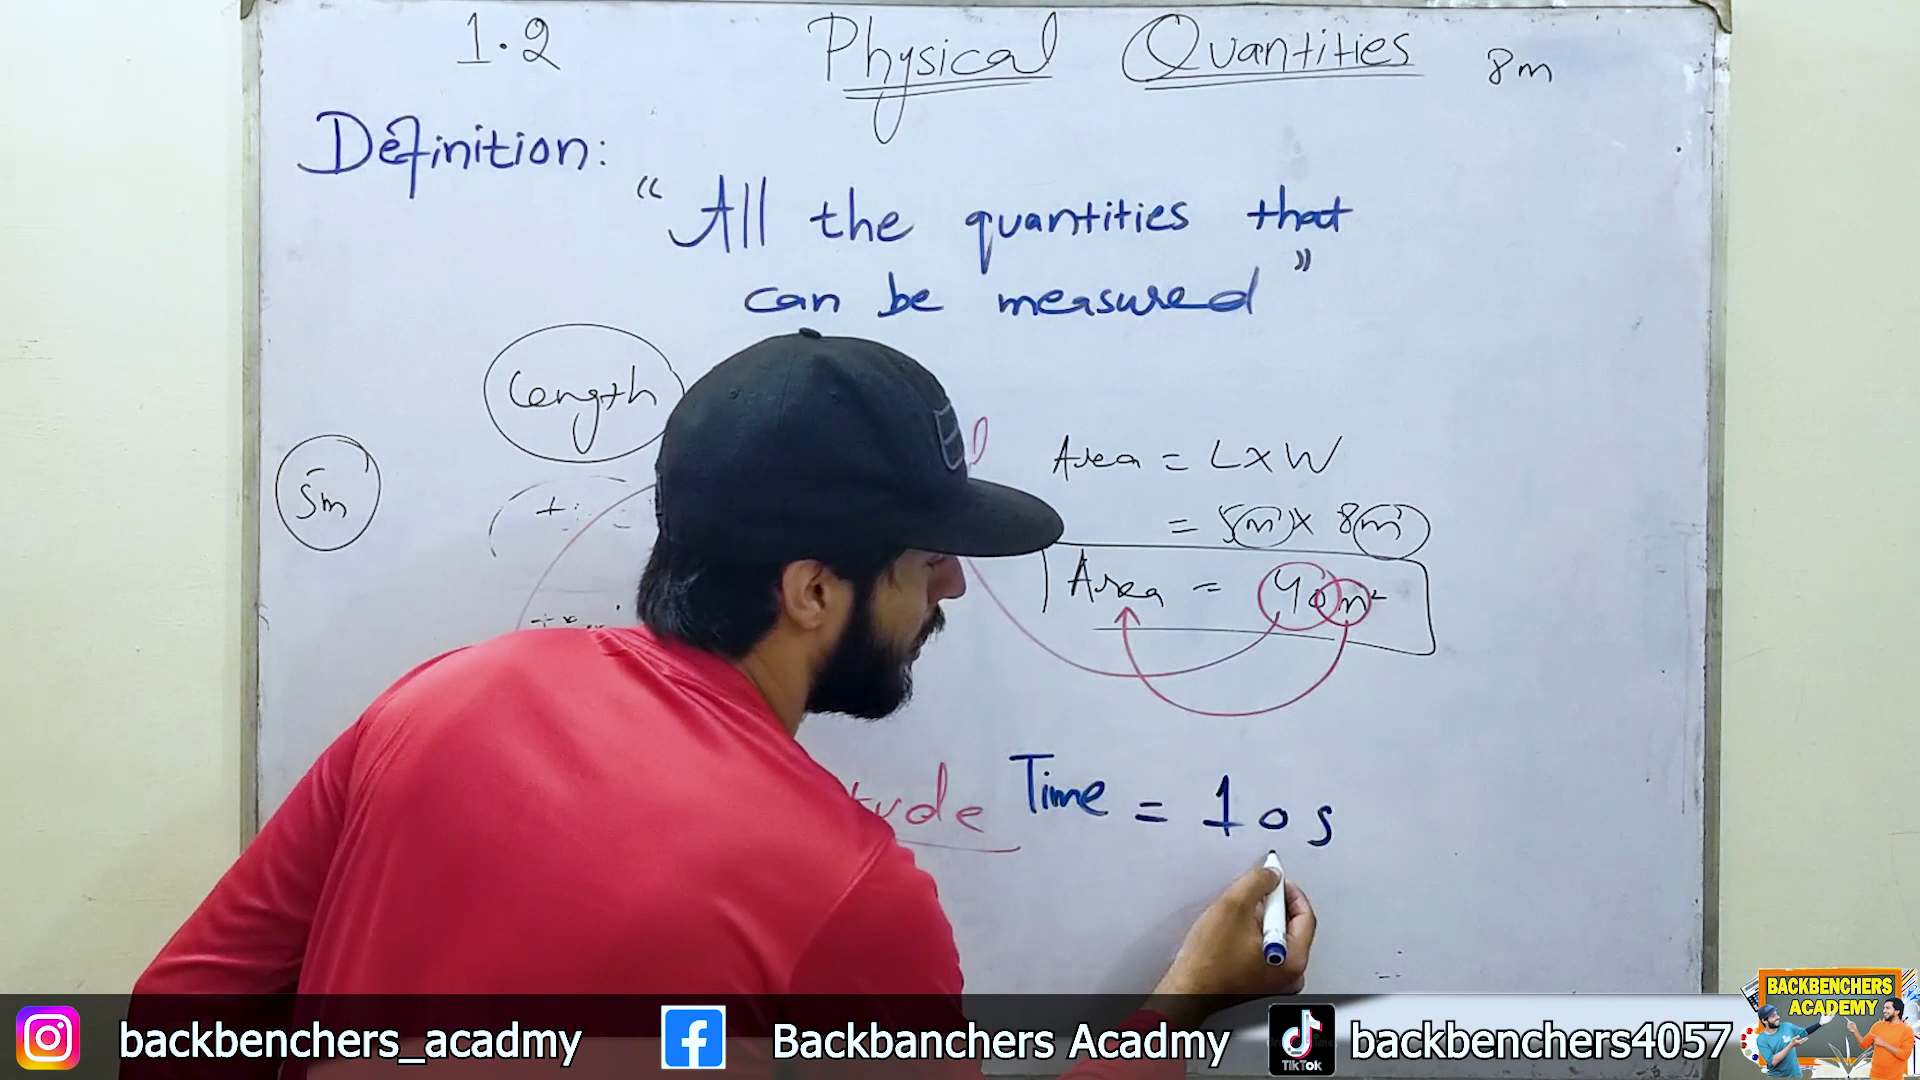 1.2 Physical Quantities 8m
Definition:
“All the quantities that
can be measured”
Length
5m
Area = L x W
= 5m x 8m
Area = 40m²
Time = 10 s
backbenchers_acadmy
Backbanchers Acadmy
TikTok
backbenchers4057
BACKBENCHERS
ACADEMY